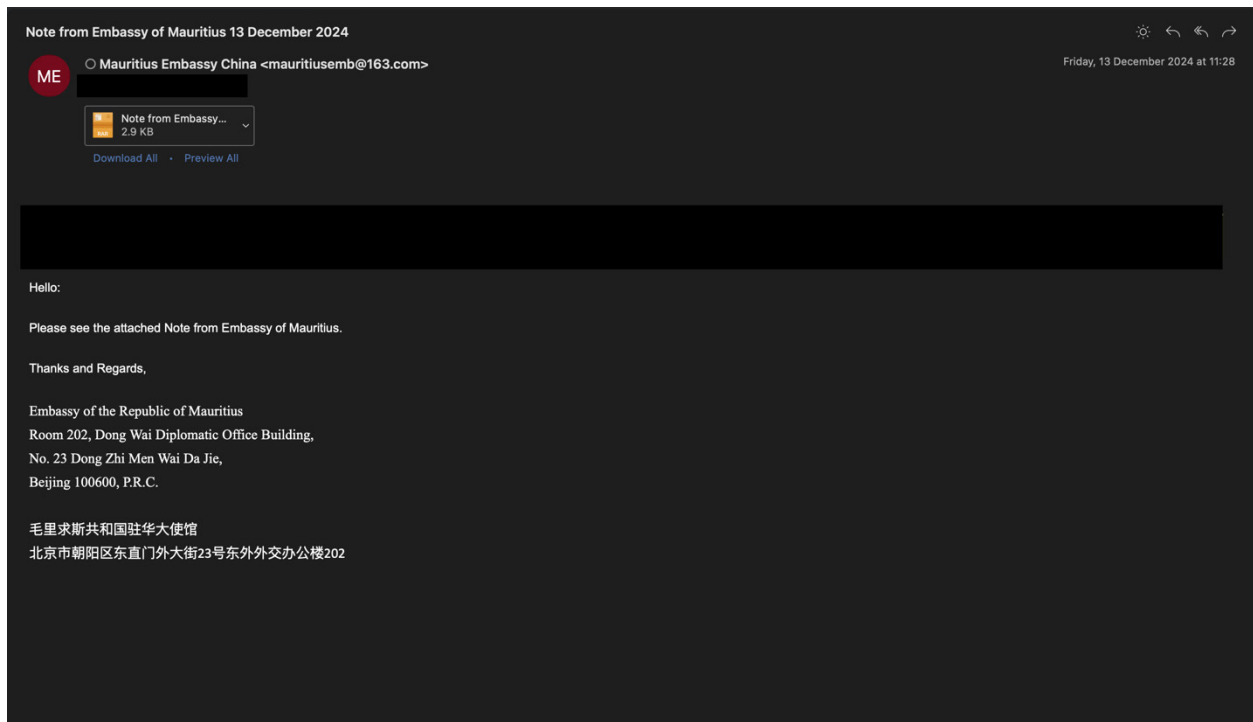 Note from Embassy of Mauritius 13 December 2024
ME
Mauritius Embassy China <mauritiusemb@163.com>
Friday, 13 December 2024 at 11:28
Note from Embassy...
2.9 KB
Download All • Preview All
Hello:
Please see the attached Note from Embassy of Mauritius.
Thanks and Regards,
Embassy of the Republic of Mauritius
Room 202, Dong Wai Diplomatic Office Building,
No. 23 Dong Zhi Men Wai Da Jie,
Beijing 100600, P.R.C.
毛里求斯共和国驻华大使馆
北京市朝阳区东直门外大街23号东外外交办公楼202